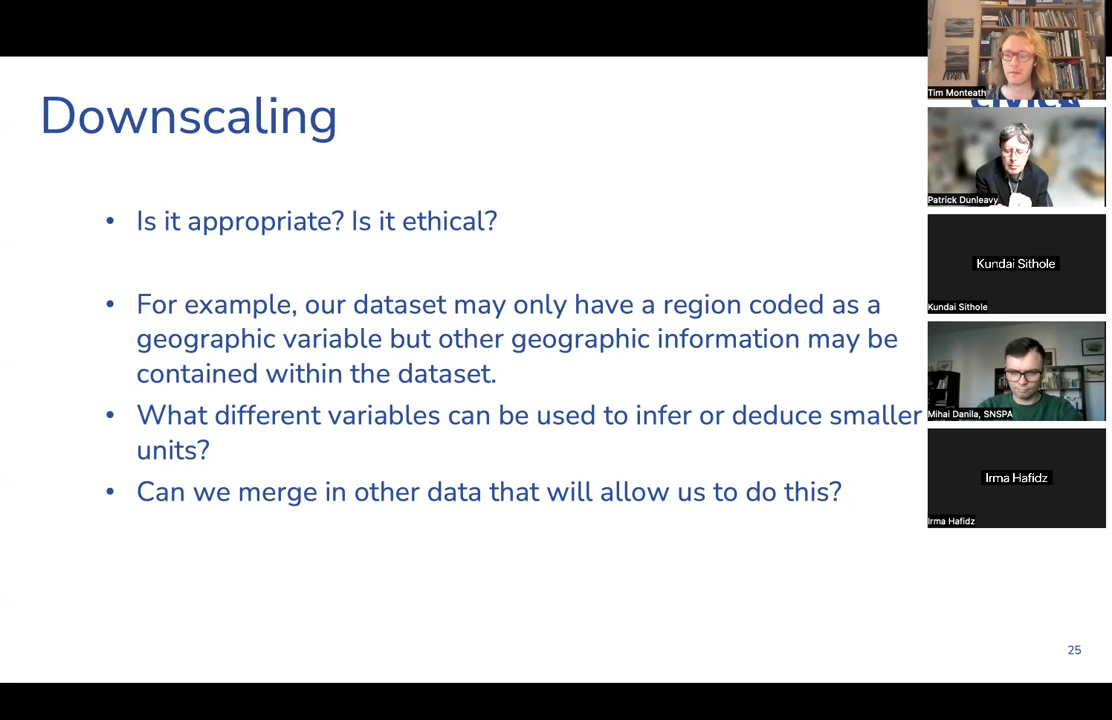 Downscaling
• Is it appropriate? Is it ethical?
• For example, our dataset may only have a region coded as a
geographic variable but other geographic information may be
contained within the dataset.
• What different variables can be used to infer or deduce smaller
units?
• Can we merge in other data that will allow us to do this?
25
Tim Monteath
CIVICA
Patrick Dunleavy
Kundai Sithole
Kundai Sithole
Mihai Danila, SNSPA
Irma Hafidz
Irma Hafidz